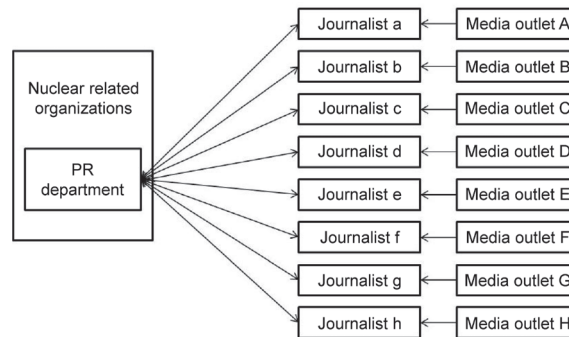 Nuclear related
organizations
PR
department
Journalist a
Media outlet A
Journalist b
Media outlet B
Journalist c
Media outlet C
Journalist d
Media outlet D
Journalist e
Media outlet E
Journalist f
Media outlet F
Journalist g
Media outlet G
Journalist h
Media outlet H